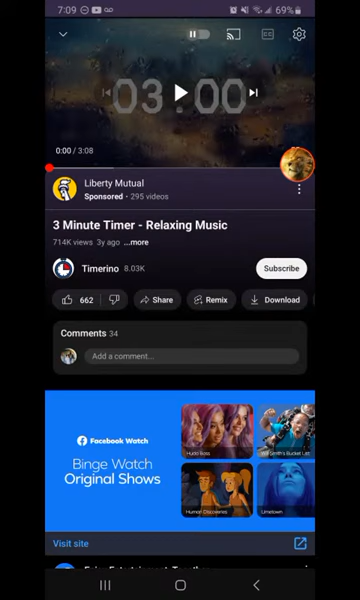 7:09
69%
03:00
0:00 / 3:08
CC
Liberty Mutual
Sponsored • 295 videos
3 Minute Timer - Relaxing Music
714K views 3y ago ...more
Timerino 8.03K
Subscribe
662
Share
Remix
Download
Comments 34
Add a comment...
Facebook Watch
Binge Watch
Original Shows
Human Discoveries
Limetown
Visit site